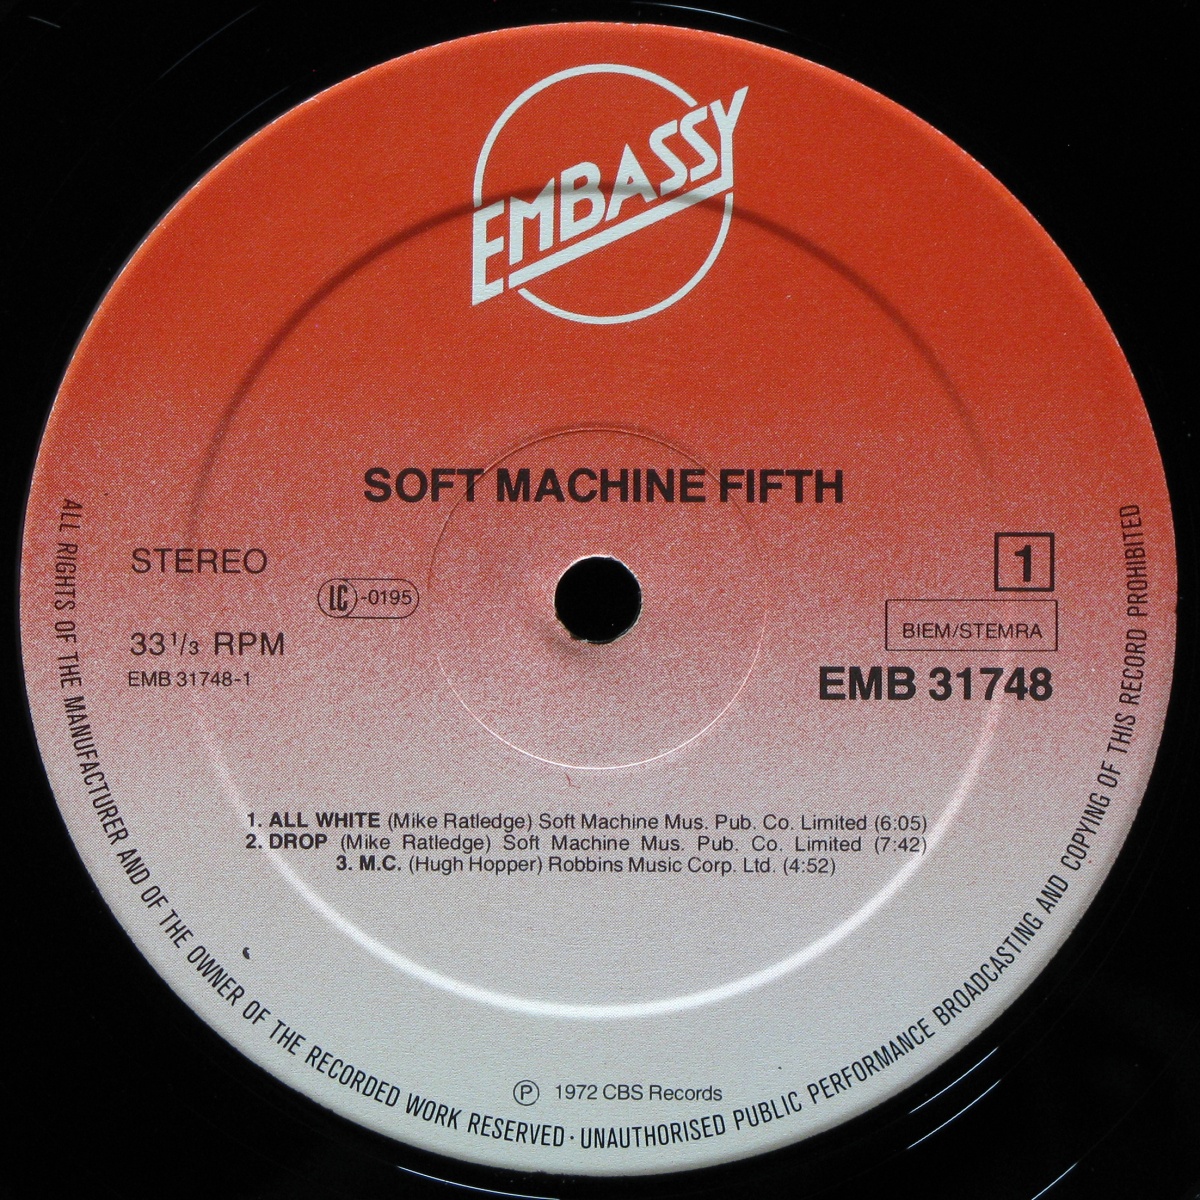 EMBASSY
SOFT MACHINE FIFTH
STEREO
LC-0195
33 1/3 RPM
EMB 31748-1
1
BIEM/STEMRA
EMB 31748
1. ALL WHITE (Mike Ratledge) Soft Machine Mus. Pub. Co. Limited (6:05)
2. DROP (Mike Ratledge) Soft Machine Mus. Pub. Co. Limited (7:42)
3. M.C. (Hugh Hopper) Robbins Music Corp. Ltd. (4:52)
Ⓟ 1972 CBS Records
ALL RIGHTS OF THE MANUFACTURER AND OF THE OWNER OF THE RECORDED WORK RESERVED · UNAUTHORISED PUBLIC PERFORMANCE BROADCASTING AND COPYING OF THIS RECORD PROHIBITED